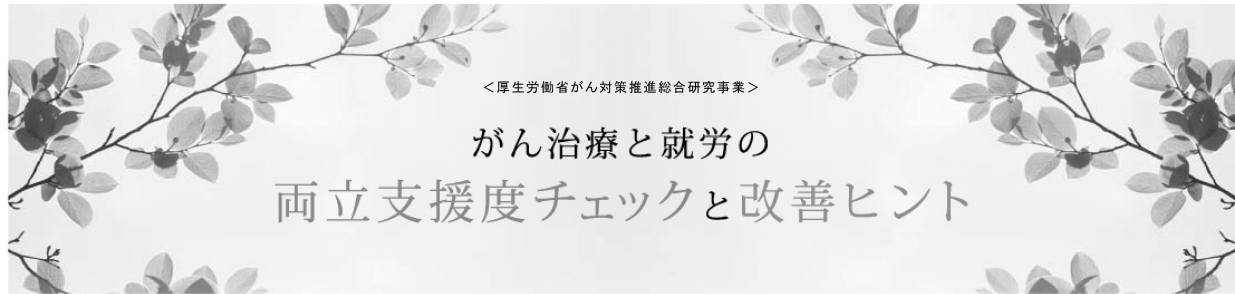 ＜厚生労働省がん対策推進総合研究事業＞
がん治療と就労の
両立支援度チェックと改善ヒント